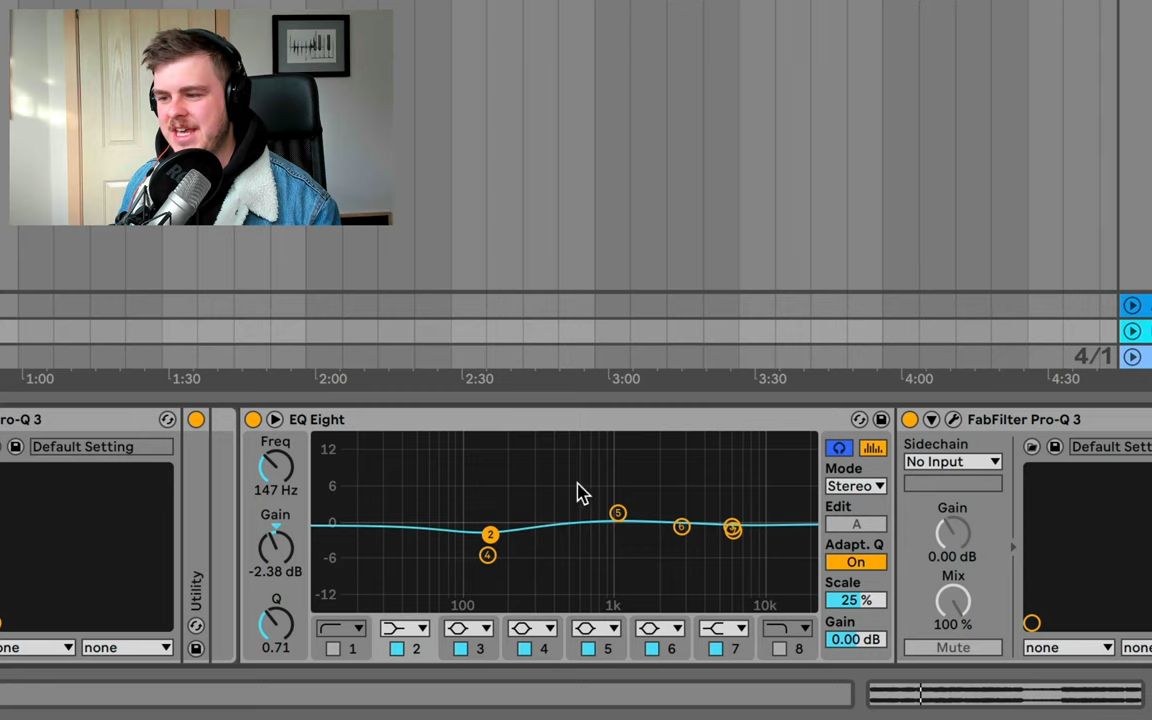 4/1
1:00 1:30 2:00 2:30 3:00 3:30 4:00 4:30
ro-Q 3
Default Setting
none
Utility
EQ Eight
Freq
147 Hz
Gain
-2.38 dB
Q
0.71
12
6
0
-6
-12
100 1k 10k
2 4 5 6
1 2 3 4 5 6 7 8
Mode
Stereo
Edit
A
Adapt. Q
On
Scale
25 %
Gain
0.00 dB
FabFilter Pro-Q 3
Sidechain
No Input
Gain
0.00 dB
Mix
100 %
Mute
Default Sett
none